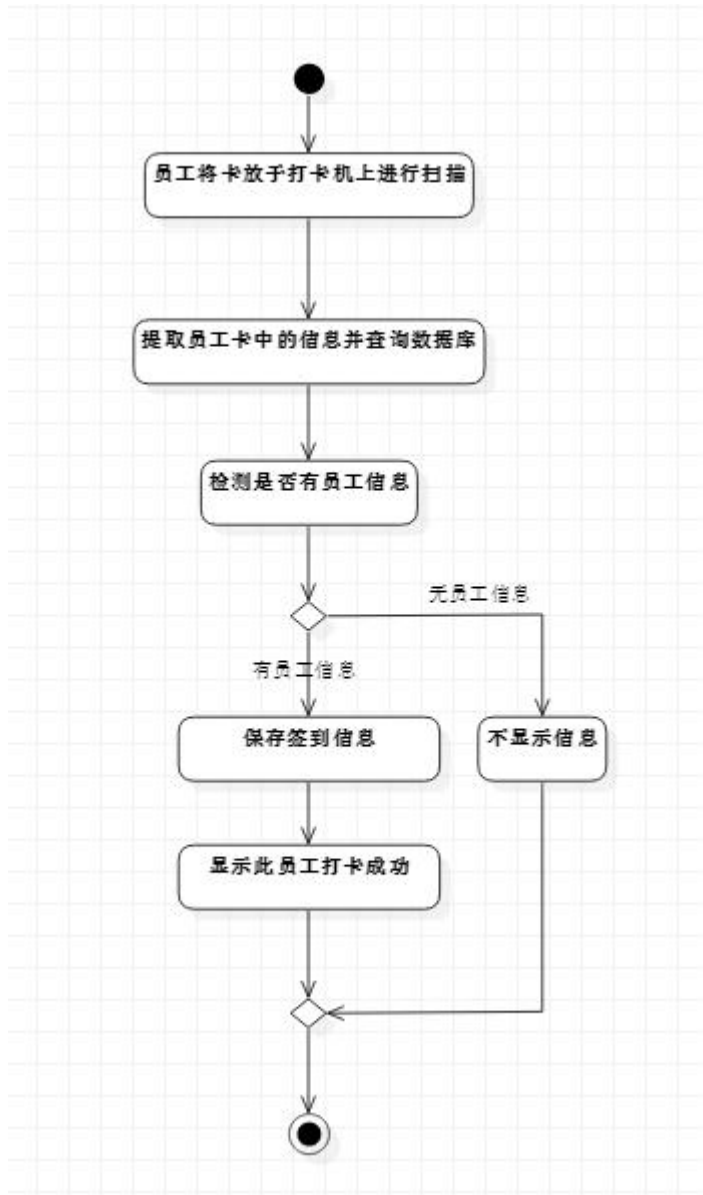 员工将卡放于打卡机上进行扫描
提取员工卡中的信息并查询数据库
检测是否有员工信息
无员工信息
有员工信息
保存签到信息
不显示信息
显示此员工打卡成功